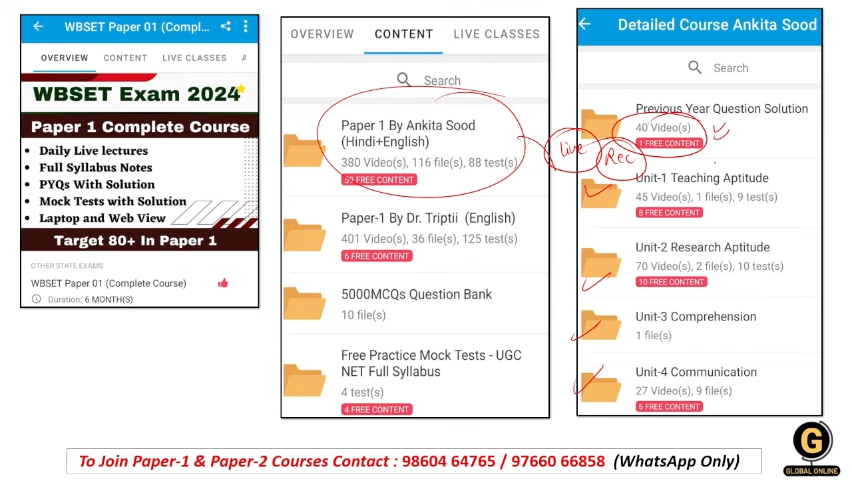 WBSET Paper 01 (Compl...
OVERVIEW CONTENT LIVE CLASSES A
WBSET Exam 2024
Paper 1 Complete Course
• Daily Live lectures
• Full Syllabus Notes
• PYQs With Solution
• Mock Tests with Solution
• Laptop and Web View
Target 80+ In Paper 1
OTHER STATE EXAMS
WBSET Paper 01 (Complete Course)
Duration: 6 MONTH(S)
OVERVIEW CONTENT LIVE CLASSES
Search
Paper 1 By Ankita Sood
(Hindi+English)
380 Video(s), 116 file(s), 88 test(s)
52 FREE CONTENT
Paper-1 By Dr. Triptii (English)
401 Video(s), 36 file(s), 125 test(s)
6 FREE CONTENT
5000MCQs Question Bank
10 file(s)
Free Practice Mock Tests - UGC
NET Full Syllabus
4 test(s)
4 FREE CONTENT
Live
Rec
Detailed Course Ankita Sood
Search
Previous Year Question Solution
40 Video(s)
1 FREE CONTENT
Unit-1 Teaching Aptitude
45 Video(s), 1 file(s), 9 test(s)
8 FREE CONTENT
Unit-2 Research Aptitude
70 Video(s), 2 file(s), 10 test(s)
10 FREE CONTENT
Unit-3 Comprehension
1 file(s)
Unit-4 Communication
27 Video(s), 9 file(s)
6 FREE CONTENT
To Join Paper-1 & Paper-2 Courses Contact : 98604 64765 / 97660 66858 (WhatsApp Only)
G
GLOBAL ONLINE